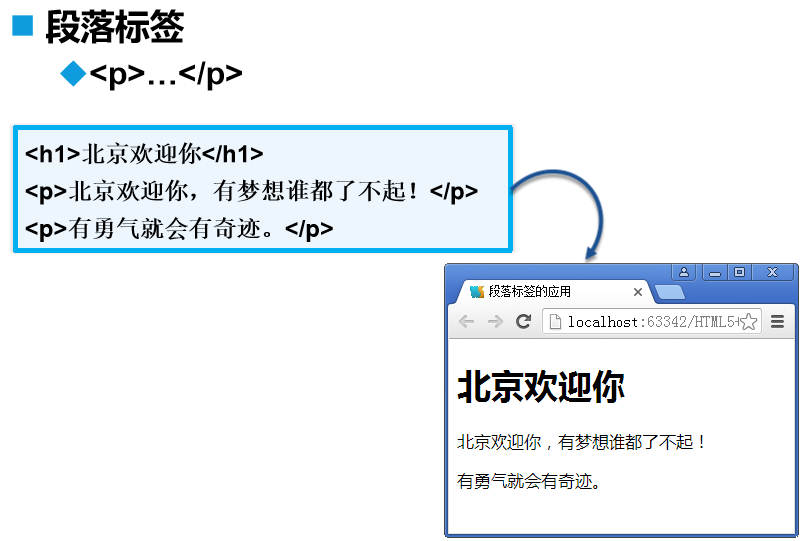 段落标签
<p>…</p>
<h1>北京欢迎你</h1>
<p>北京欢迎你，有梦想谁都了不起！</p>
<p>有勇气就会有奇迹。</p>
段落标签的应用
localhost:63342/HTML5+
北京欢迎你
北京欢迎你，有梦想谁都了不起！
有勇气就会有奇迹。